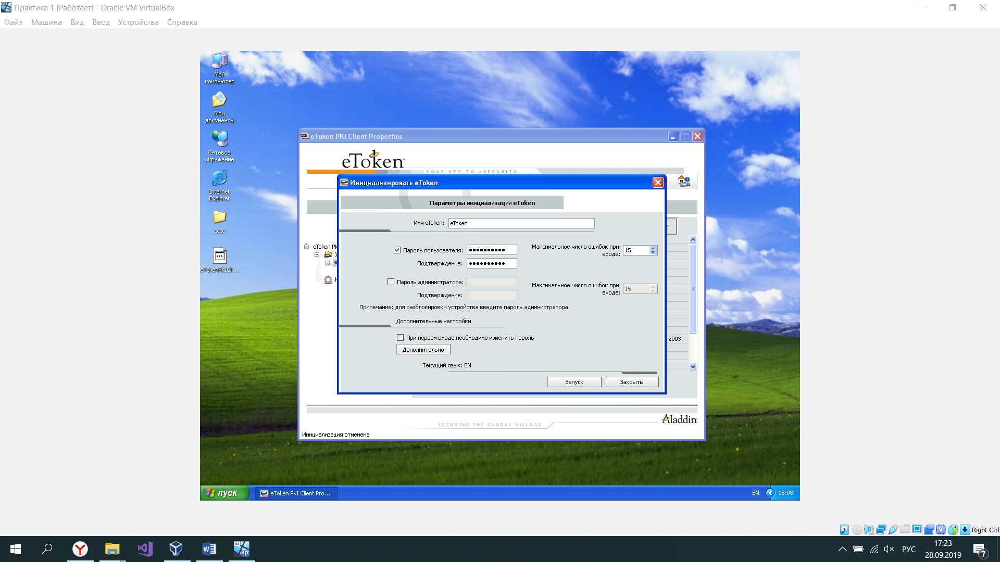 Практика 1 [Работает] - Oracle VM VirtualBox
Файл Машина Вид Ввод Устройства Справка
Мой компьютер
Мои документы
Сетевое окружение
Internet Explorer
сссс
eTokenPKICli...
eToken PKI Client Properties
eToken™
YOUR KEY TO eSECURITY
Инициализировать eToken
Параметры инициализации eToken
Имя eToken: eToken
eToken PK
Пароль пользователя: ●●●●●●●●●●
Максимальное число ошибок при входе: 15
Подтверждение: ●●●●●●●●●●
Пароль администратора:
Максимальное число ошибок при входе: 15
Подтверждение:
Примечание: для разблокировки устройства введите пароль администратора.
Дополнительные настройки
При первом входе необходимо изменить пароль
-2003
Дополнительно
Текущий язык: EN
Запуск Закрыть
Aladdin
SECURING THE GLOBAL VILLAGE
Инициализация отменена
пуск eToken PKI Client Pro... EN 18:08
Right Ctrl
РУС 17:23
28.09.2019 7